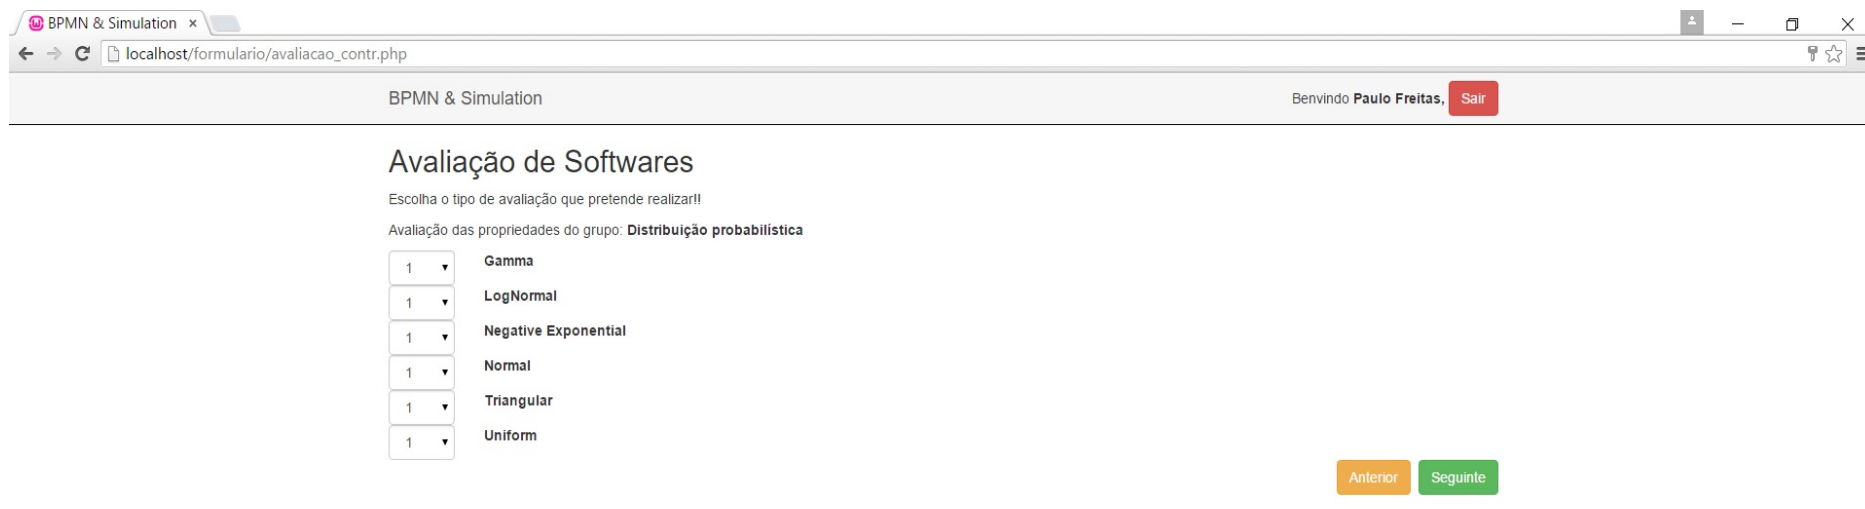 BPMN & Simulation ×
localhost/formulario/avaliacao_contr.php
BPMN & Simulation
Benvindo Paulo Freitas, Sair
Avaliação de Softwares
Escolha o tipo de avaliação que pretende realizar!!
Avaliação das propriedades do grupo: Distribuição probabilística
1 Gamma
1 LogNormal
1 Negative Exponential
1 Normal
1 Triangular
1 Uniform
Anterior Seguinte